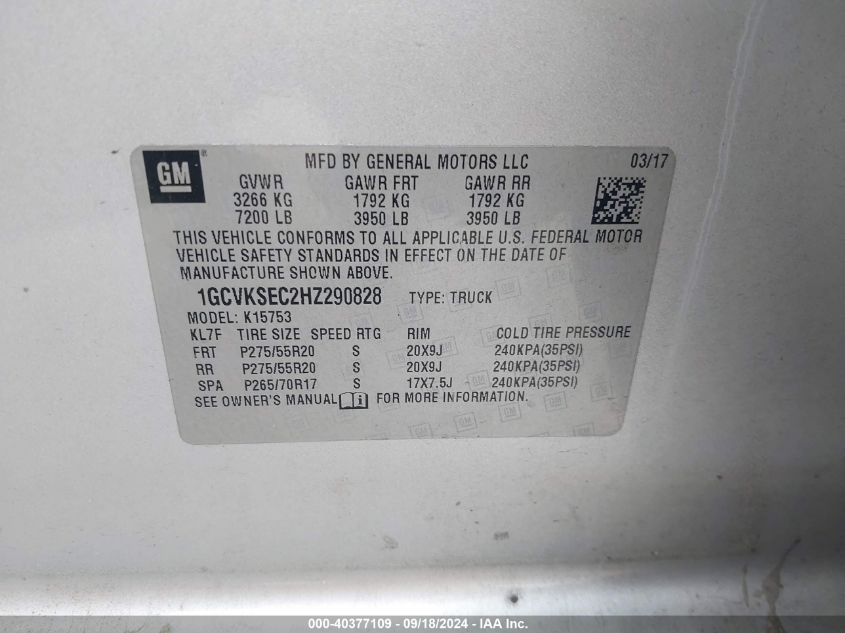 GM
®
MFD BY GENERAL MOTORS LLC 03/17
GVWR GAWR FRT GAWR RR
3266 KG 1792 KG 1792 KG
7200 LB 3950 LB 3950 LB
THIS VEHICLE CONFORMS TO ALL APPLICABLE U.S. FEDERAL MOTOR
VEHICLE SAFETY STANDARDS IN EFFECT ON THE DATE OF
MANUFACTURE SHOWN ABOVE.
1GCVKSEC2HZ290828 TYPE: TRUCK
MODEL: K15753
KL7F TIRE SIZE SPEED RTG RIM COLD TIRE PRESSURE
FRT P275/55R20 S 20X9J 240KPA(35PSI)
RR P275/55R20 S 20X9J 240KPA(35PSI)
SPA P265/70R17 S 17X7.5J 240KPA(35PSI)
SEE OWNER'S MANUAL i FOR MORE INFORMATION.
000-40377109 - 09/18/2024 - IAA Inc.